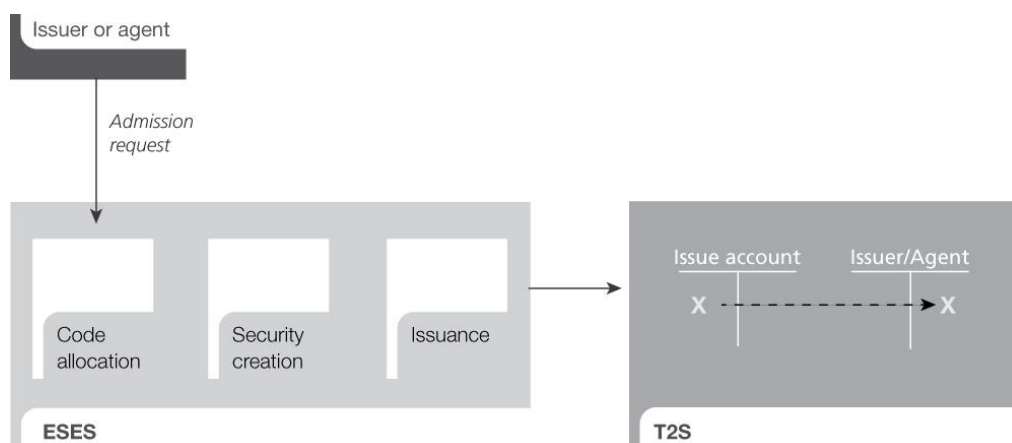 Issuer or agent
Admission
request
Code
allocation
Security
creation
Issuance
ESES
Issue account
Issuer/Agent
X
X
T2S